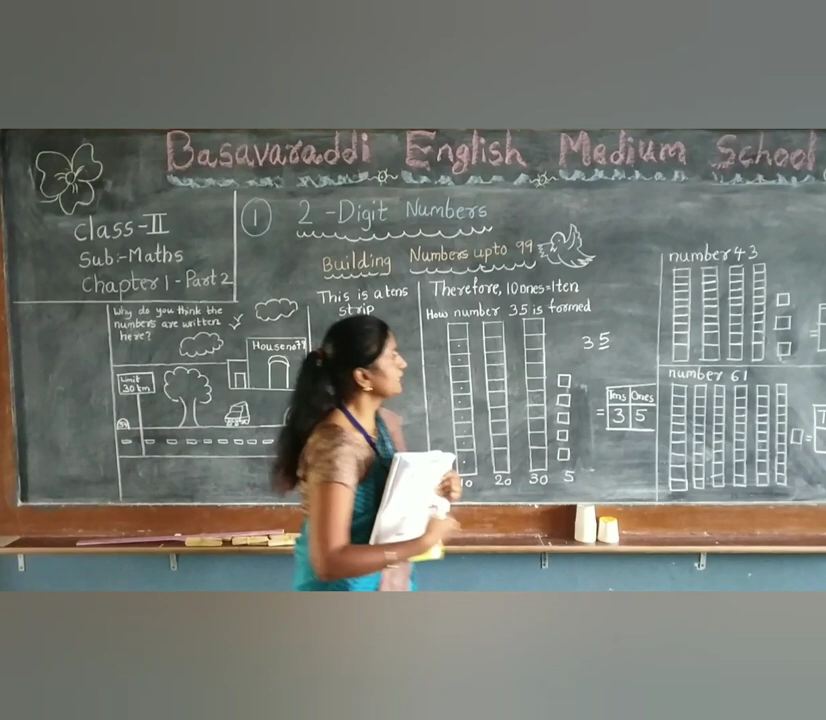 Basavaraddi English Medium School
Class-II
Sub:-Maths
Chapter 1 - Part 2
1 2-Digit Numbers
Building Numbers upto 99
Why do you think the
numbers are written
here?
Limit
30 km
House no
This is a tens
strip
Therefore, 10 ones=1ten
How number 35 is formed
10 20 30 5
35
= Tens Ones
3 5
number 43
=
number 61
=